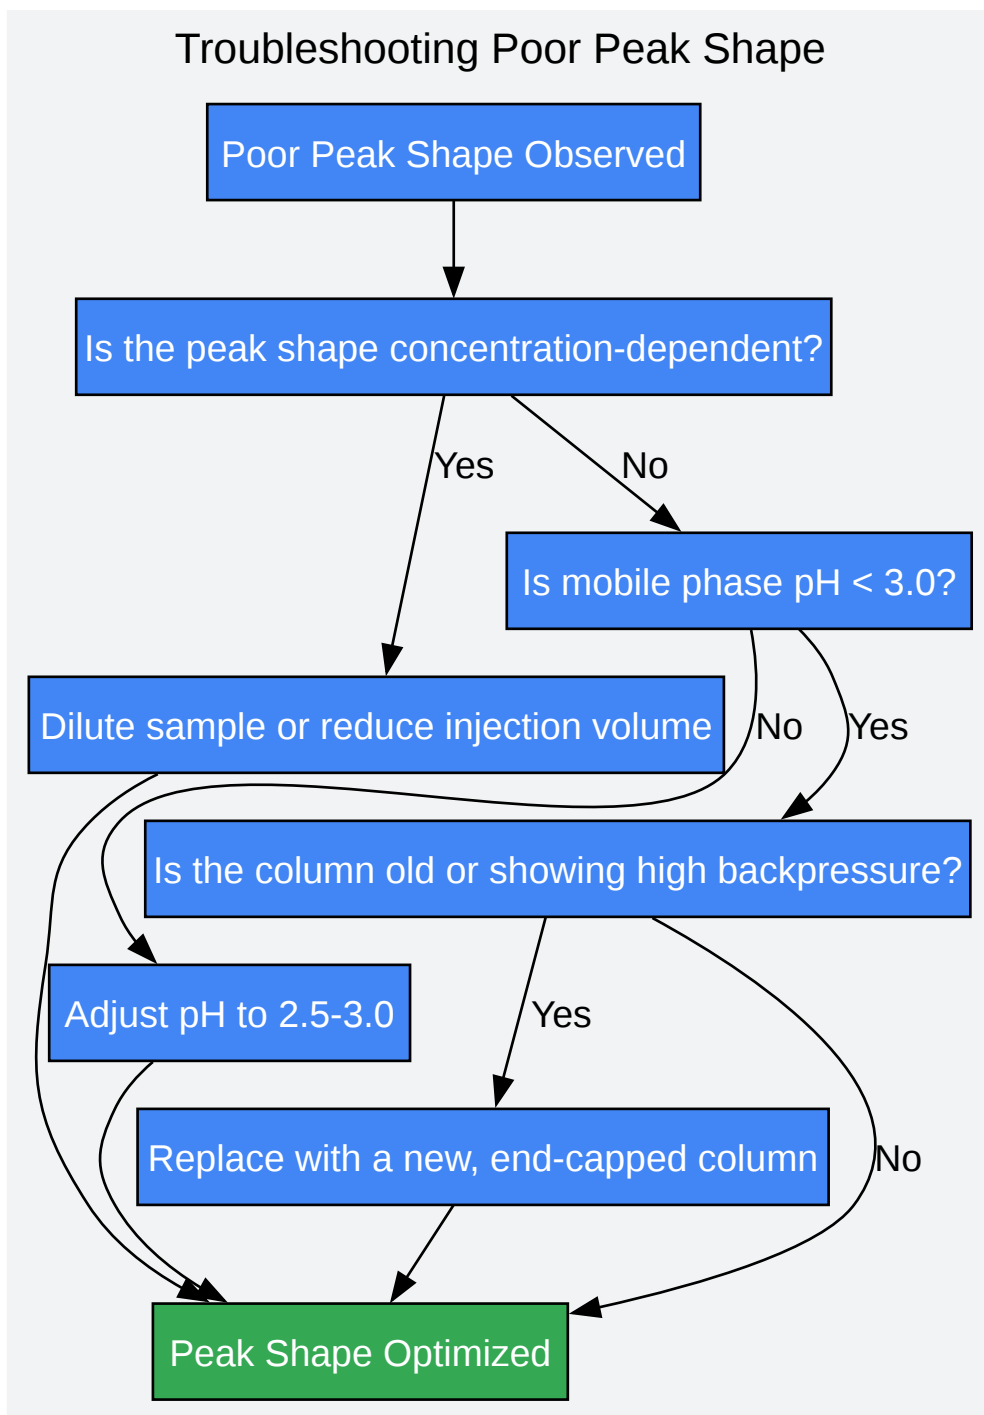 Troubleshooting Poor Peak Shape
Poor Peak Shape Observed
Is the peak shape concentration-dependent?
Yes
No
Is mobile phase pH < 3.0?
Dilute sample or reduce injection volume
No
Yes
Is the column old or showing high backpressure?
Adjust pH to 2.5-3.0
Yes
Replace with a new, end-capped column
No
Peak Shape Optimized